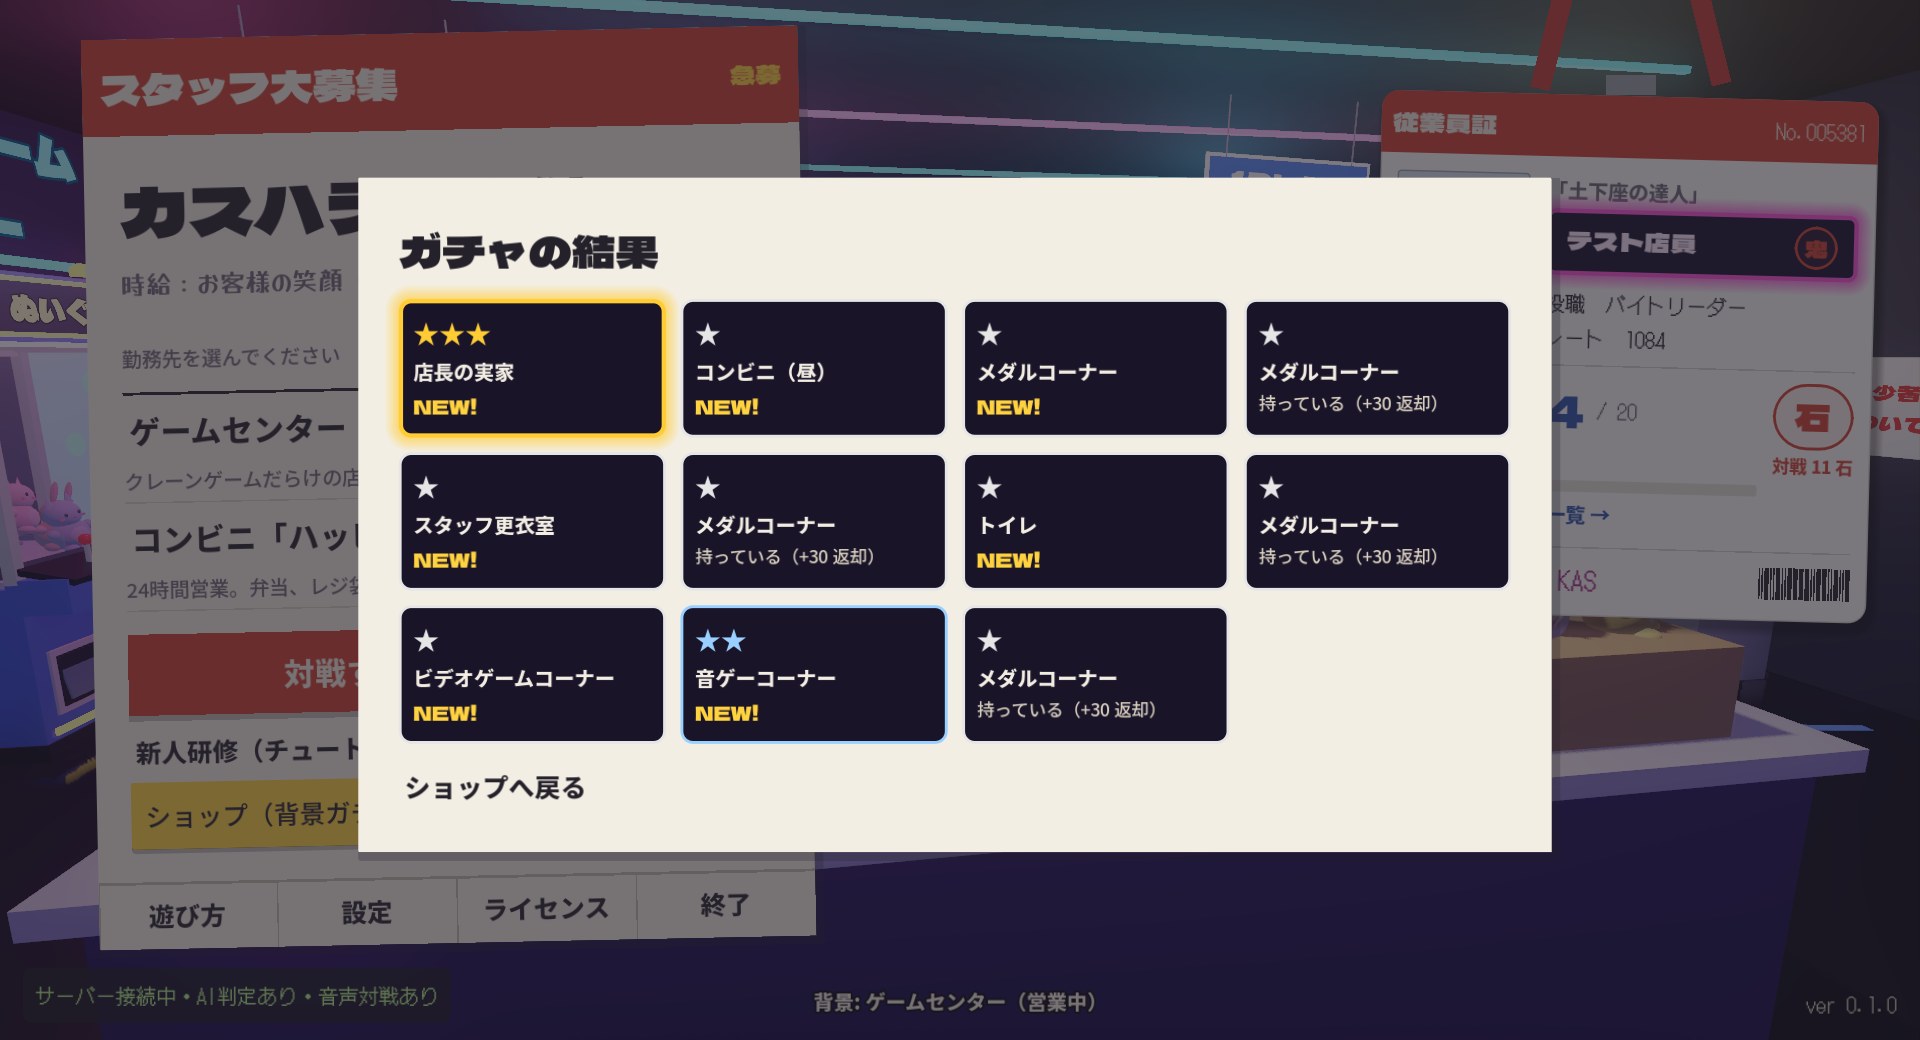 スタッフ大募集
急募
カスハラ
時給：お客様の笑顔
勤務先を選んでください
ゲームセンター
クレーンゲームだらけの店
コンビニ「ハッピ
24時間営業。弁当、レジ袋
対戦す
新人研修（チュート
ショップ（背景ガチ
遊び方
設定
ライセンス
終了
ーム
ぬいぐ
ガチャの結果
★★★
店長の実家
NEW!
★
コンビニ（昼）
NEW!
★
メダルコーナー
NEW!
★
メダルコーナー
持っている（+30 返却）
★
スタッフ更衣室
NEW!
★
メダルコーナー
持っている（+30 返却）
★
トイレ
NEW!
★
メダルコーナー
持っている（+30 返却）
★
ビデオゲームコーナー
NEW!
★★
音ゲーコーナー
NEW!
★
メダルコーナー
持っている（+30 返却）
ショップへ戻る
従業員証
No.005381
「土下座の達人」
テスト店員
役職 バイトリーダー
レート 1084
4 / 20
石
対戦 11 石
一覧→
KAS
サーバー接続中・AI判定あり・音声対戦あり
背景: ゲームセンター（営業中）
ver 0.1.0